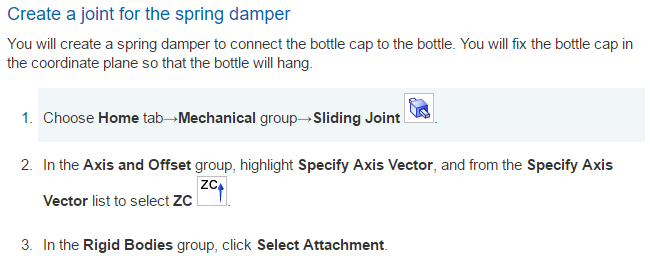 Create a joint for the spring damper
You will create a spring damper to connect the bottle cap to the bottle. You will fix the bottle cap in
the coordinate plane so that the bottle will hang.
1. Choose Home tab→Mechanical group→Sliding Joint .
2. In the Axis and Offset group, highlight Specify Axis Vector, and from the Specify Axis
Vector list to select ZC ZC .
3. In the Rigid Bodies group, click Select Attachment.